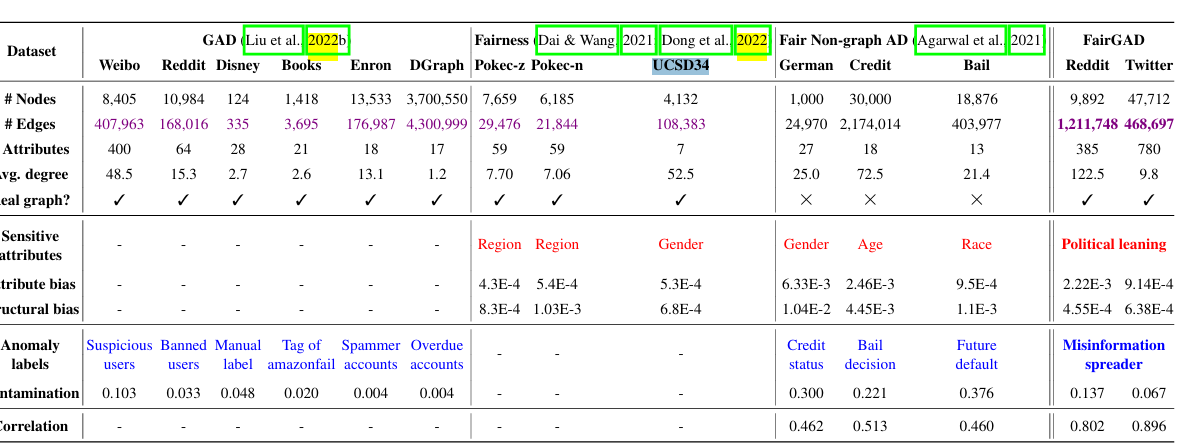 Dataset GAD (Liu et al., 2022b) Fairness (Dai & Wang, 2021; Dong et al., 2022) Fair Non-graph AD (Agarwal et al., 2021) FairGAD
Weibo Reddit Disney Books Enron DGraph Pokec-z Pokec-n UCSD34 German Credit Bail Reddit Twitter
# Nodes 8,405 10,984 124 1,418 13,533 3,700,550 7,659 6,185 4,132 1,000 30,000 18,876 9,892 47,712
# Edges 407,963 168,016 335 3,695 176,987 4,300,999 29,476 21,844 108,383 24,970 2,174,014 403,977 1,211,748 468,697
Attributes 400 64 28 21 18 17 59 59 7 27 18 13 385 780
vg. degree 48.5 15.3 2.7 2.6 13.1 1.2 7.70 7.06 52.5 25.0 72.5 21.4 122.5 9.8
eal graph? ✓ ✓ ✓ ✓ ✓ ✓ ✓ ✓ ✓ × × × ✓ ✓
Sensitive
attributes - - - - - - Region Region Gender Gender Age Race Political leaning
tribute bias - - - - - - 4.3E-4 5.4E-4 5.3E-4 6.33E-3 2.46E-3 9.5E-4 2.22E-3 9.14E-4
uctural bias - - - - - - 8.3E-4 1.03E-3 6.8E-4 1.04E-2 4.45E-3 1.1E-3 4.55E-4 6.38E-4
Anomaly Suspicious Banned Manual Tag of Spammer Overdue - - - Credit Bail Future Misinformation
labels users users label amazonfail accounts accounts status decision default spreader
ntamination 0.103 0.033 0.048 0.020 0.004 0.004 - - - 0.300 0.221 0.376 0.137 0.067
Correlation - - - - - - - - - 0.462 0.513 0.460 0.802 0.896